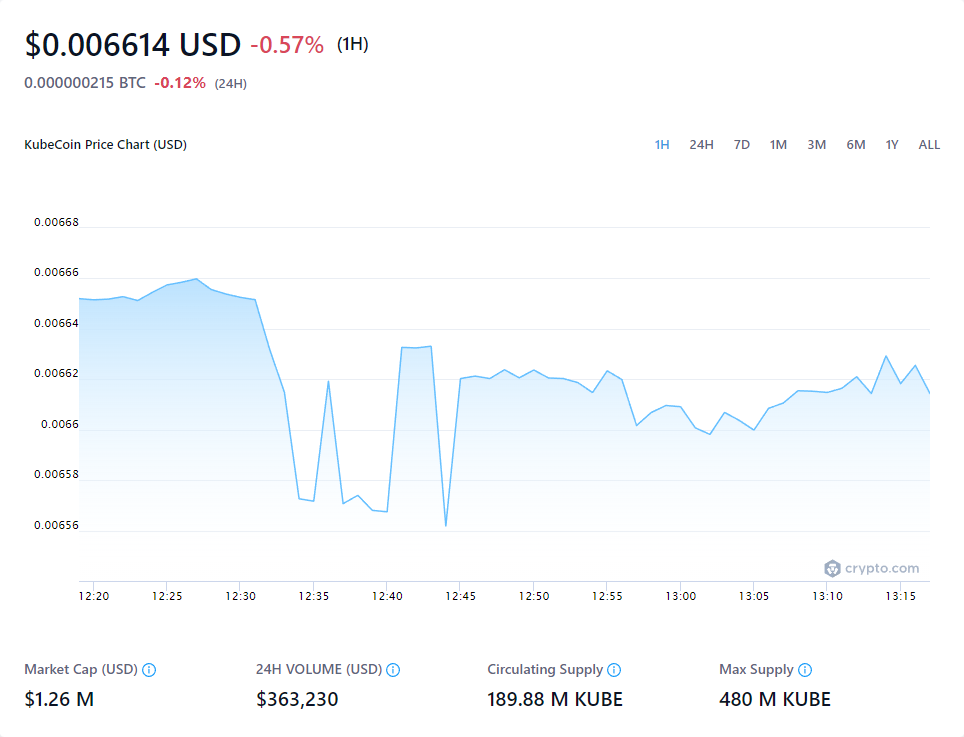 $0.006614 USD -0.57% (1H)
0.000000215 BTC -0.12% (24H)
KubeCoin Price Chart (USD) 1H 24H 7D 1M 3M 6M 1Y ALL
0.00668
0.00666
0.00664
0.00662
0.0066
0.00658
0.00656
crypto.com
12:20 12:25 12:30 12:35 12:40 12:45 12:50 12:55 13:00 13:05 13:10 13:15
Market Cap (USD) 24H VOLUME (USD) Circulating Supply Max Supply
$1.26 M $363,230 189.88 M KUBE 480 M KUBE